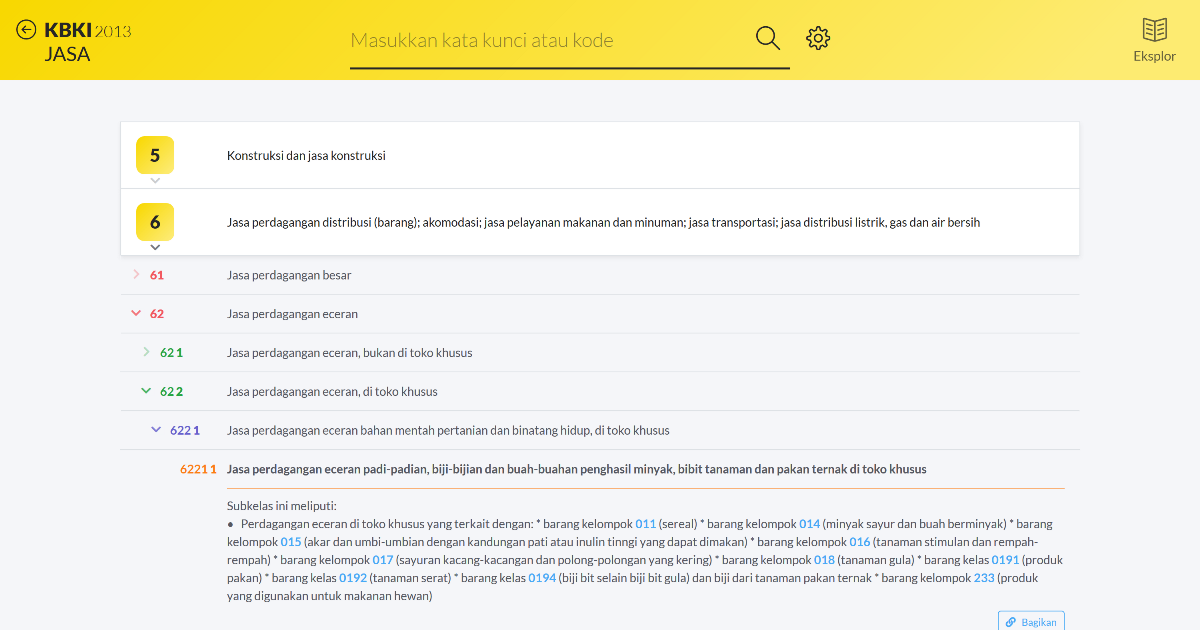 KBKI 2013
JASA
Masukkan kata kunci atau kode
Eksplor
5 Konstruksi dan jasa konstruksi
6 Jasa perdagangan distribusi (barang); akomodasi; jasa pelayanan makanan dan minuman; jasa transportasi; jasa distribusi listrik, gas dan air bersih
61 Jasa perdagangan besar
62 Jasa perdagangan eceran
62 1 Jasa perdagangan eceran, bukan di toko khusus
62 2 Jasa perdagangan eceran, di toko khusus
622 1 Jasa perdagangan eceran bahan mentah pertanian dan binatang hidup, di toko khusus
6221 1 Jasa perdagangan eceran padi-padian, biji-bijian dan buah-buahan penghasil minyak, bibit tanaman dan pakan ternak di toko khusus
Subkelas ini meliputi:
● Perdagangan eceran di toko khusus yang terkait dengan: * barang kelompok 011 (sereal) * barang kelompok 014 (minyak sayur dan buah berminyak) * barang
kelompok 015 (akar dan umbi-umbian dengan kandungan pati atau inulin tinngi yang dapat dimakan) * barang kelompok 016 (tanaman stimulan dan rempah-
rempah) * barang kelompok 017 (sayuran kacang-kacangan dan polong-polongan yang kering) * barang kelompok 018 (tanaman gula) * barang kelas 0191 (produk
pakan) * barang kelas 0192 (tanaman serat) * barang kelas 0194 (biji bit selain biji bit gula) dan biji dari tanaman pakan ternak * barang kelompok 233 (produk
yang digunakan untuk makanan hewan)
Bagikan